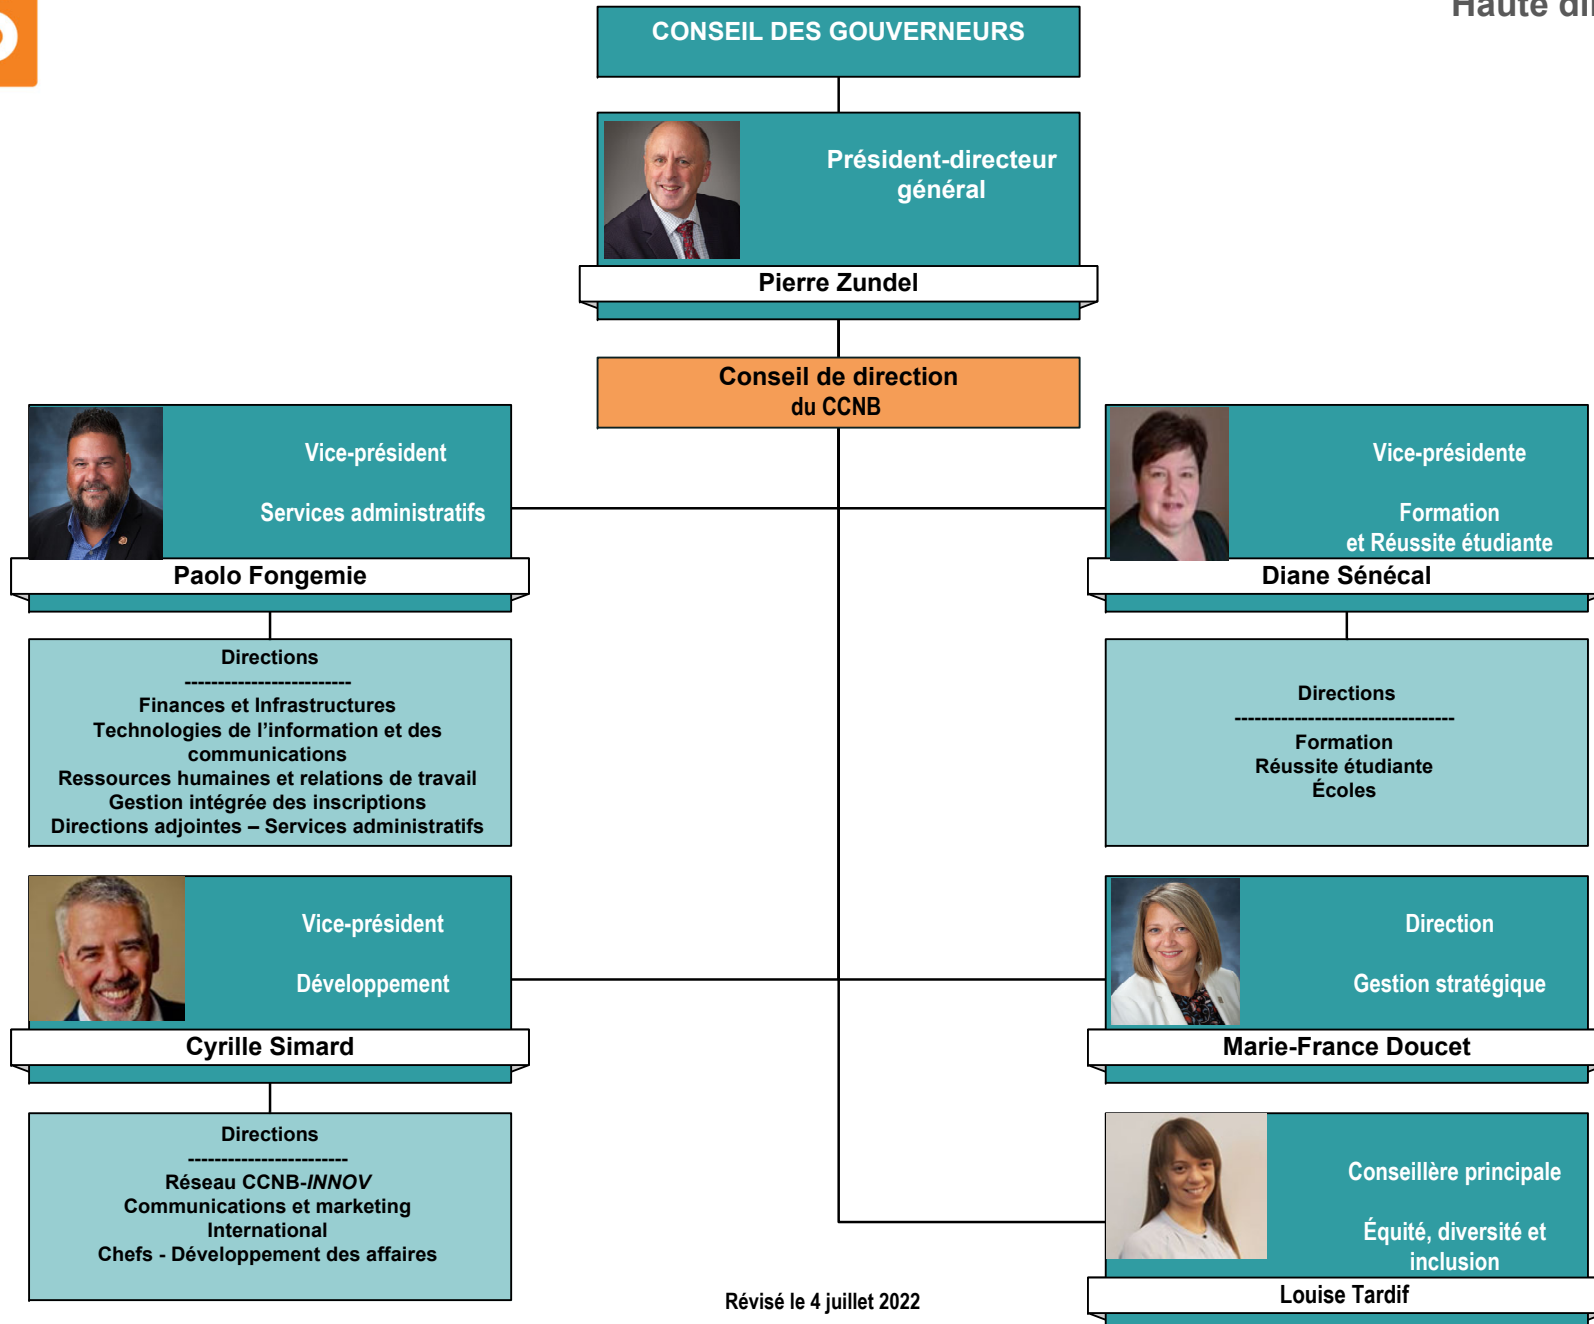 Haute
CONSEIL DES GOUVERNEURS
Président-directeur
général
Pierre Zundel
Conseil de direction
du CCNB
Vice-président
Services administratifs
Paolo Fongemie
Vice-présidente
Formation
et Réussite étudiante
Diane Sénécal
Directions
-------------------------
Finances et Infrastructures
Technologies de l’information et des
communications
Ressources humaines et relations de travail
Gestion intégrée des inscriptions
Directions adjointes – Services administratifs
Directions
---------------------------------
Formation
Réussite étudiante
Écoles
Vice-président
Développement
Cyrille Simard
Direction
Gestion stratégique
Marie-France Doucet
Directions
------------------------
Réseau CCNB-INNOV
Communications et marketing
International
Chefs - Développement des affaires
Conseillère principale
Équité, diversité et
inclusion
Louise Tardif
Révisé le 4 juillet 2022